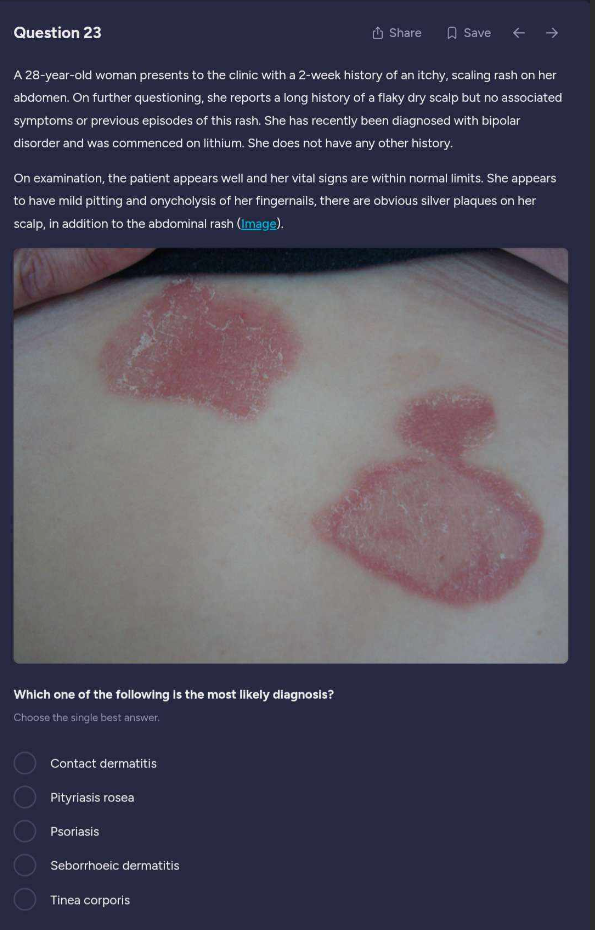 Question 23
Share
Save
A 28-year-old woman presents to the clinic with a 2-week history of an itchy, scaling rash on her
abdomen. On further questioning, she reports a long history of a flaky dry scalp but no associated
symptoms or previous episodes of this rash. She has recently been diagnosed with bipolar
disorder and was commenced on lithium. She does not have any other history.
On examination, the patient appears well and her vital signs are within normal limits. She appears
to have mild pitting and onycholysis of her fingernails, there are obvious silver plaques on her
scalp, in addition to the abdominal rash (Image).
Which one of the following is the most likely diagnosis?
Choose the single best answer.
Contact dermatitis
Pityriasis rosea
Psoriasis
Seborrhoeic dermatitis
Tinea corporis